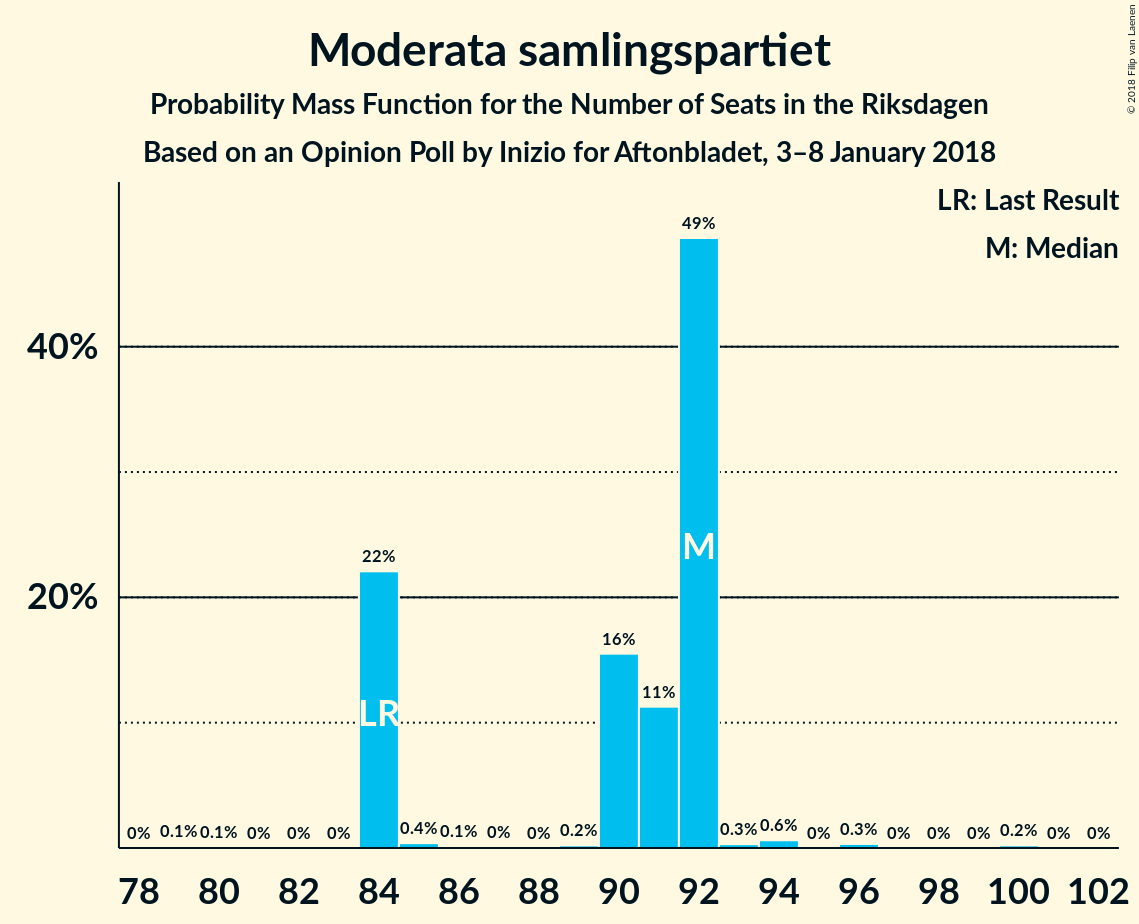 Moderata samlingspartiet
Probability Mass Function for the Number of Seats in the Riksdagen
Based on an Opinion Poll by Inizio for Aftonbladet, 3–8 January 2018
© 2018 Filip van Laenen
LR: Last Result
M: Median
49%
40%
M
22%
20%
16%
11%
LR
0% 0.1% 0.1% 0% 0% 0% 0.4% 0.1% 0% 0% 0.2% 0.3% 0.6% 0% 0.3% 0% 0% 0% 0.2% 0% 0%
78 80 82 84 86 88 90 92 94 96 98 100 102